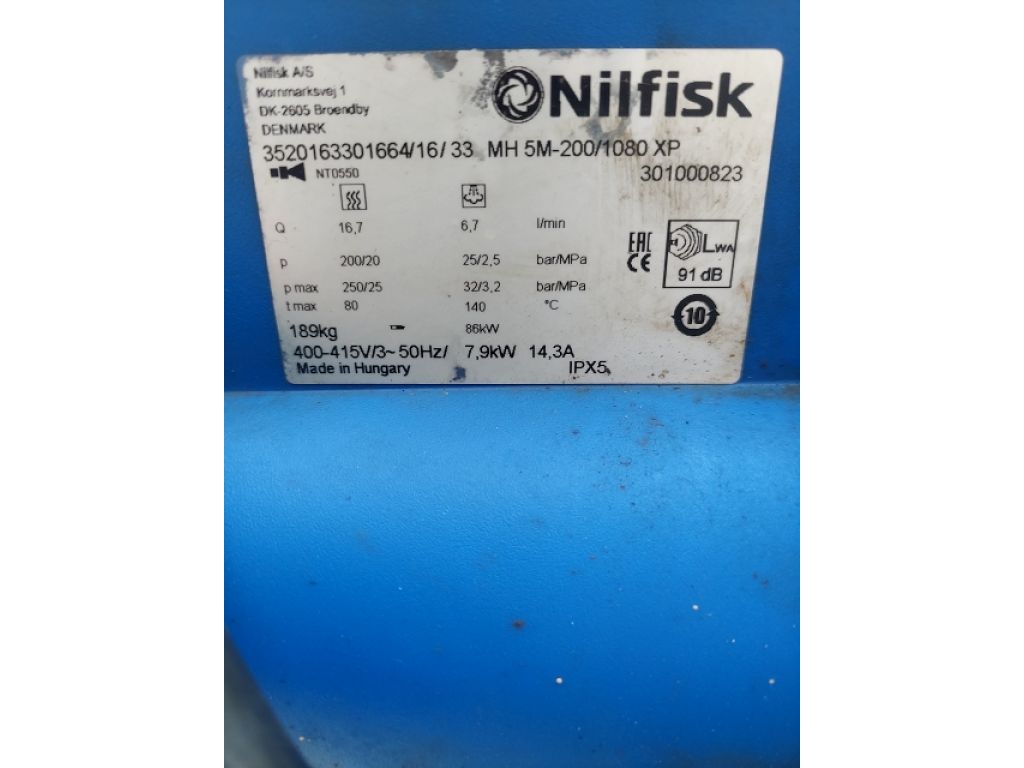 Nilfisk A/S
Kornmarksvej 1
DK-2605 Broendby
DENMARK
Nilfisk
3520163301664/16/33 MH 5M-200/1080 XP
NT0550
301000823
Q 16,7 6,7 l/min
p 200/20 25/2,5 bar/MPa
p max 250/25 32/3,2 bar/MPa
t max 80 140 °C
EAC
CE
LWA
91 dB
10
189kg 86kW
400-415V/3~50Hz/ 7,9kW 14,3A
Made in Hungary IPX5